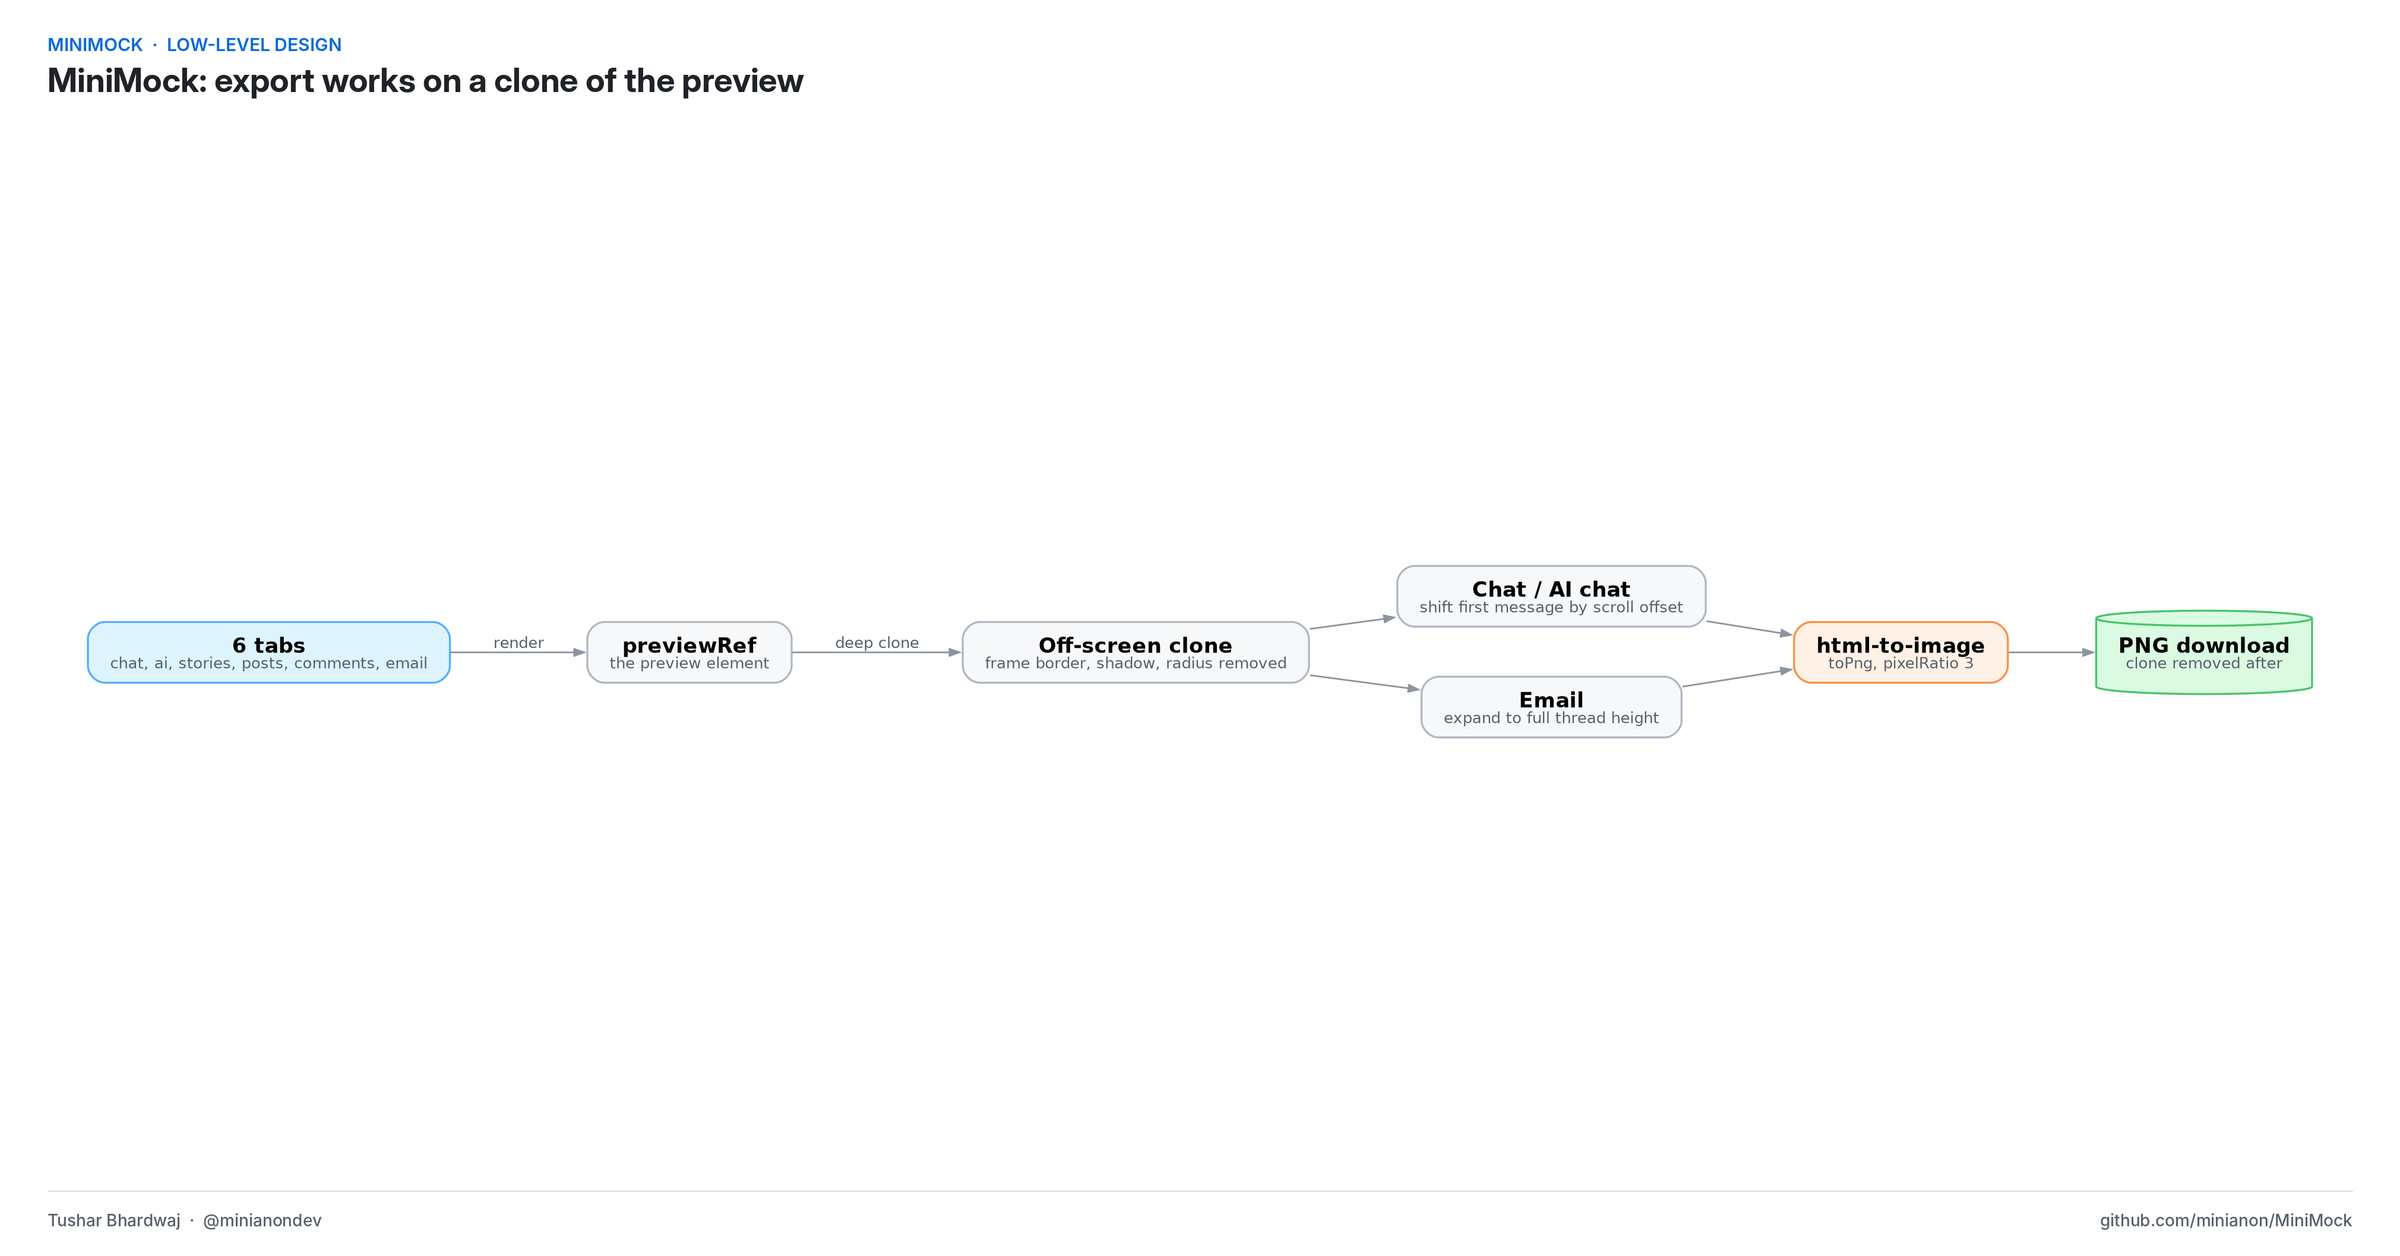 MINIMOCK · LOW-LEVEL DESIGN
MiniMock: export works on a clone of the preview
6 tabs
chat, ai, stories, posts, comments, email
render
previewRef
the preview element
deep clone
Off-screen clone
frame border, shadow, radius removed
Chat / AI chat
shift first message by scroll offset
Email
expand to full thread height
html-to-image
toPng, pixelRatio 3
PNG download
clone removed after
Tushar Bhardwaj · @minianondev
github.com/minianon/MiniMock